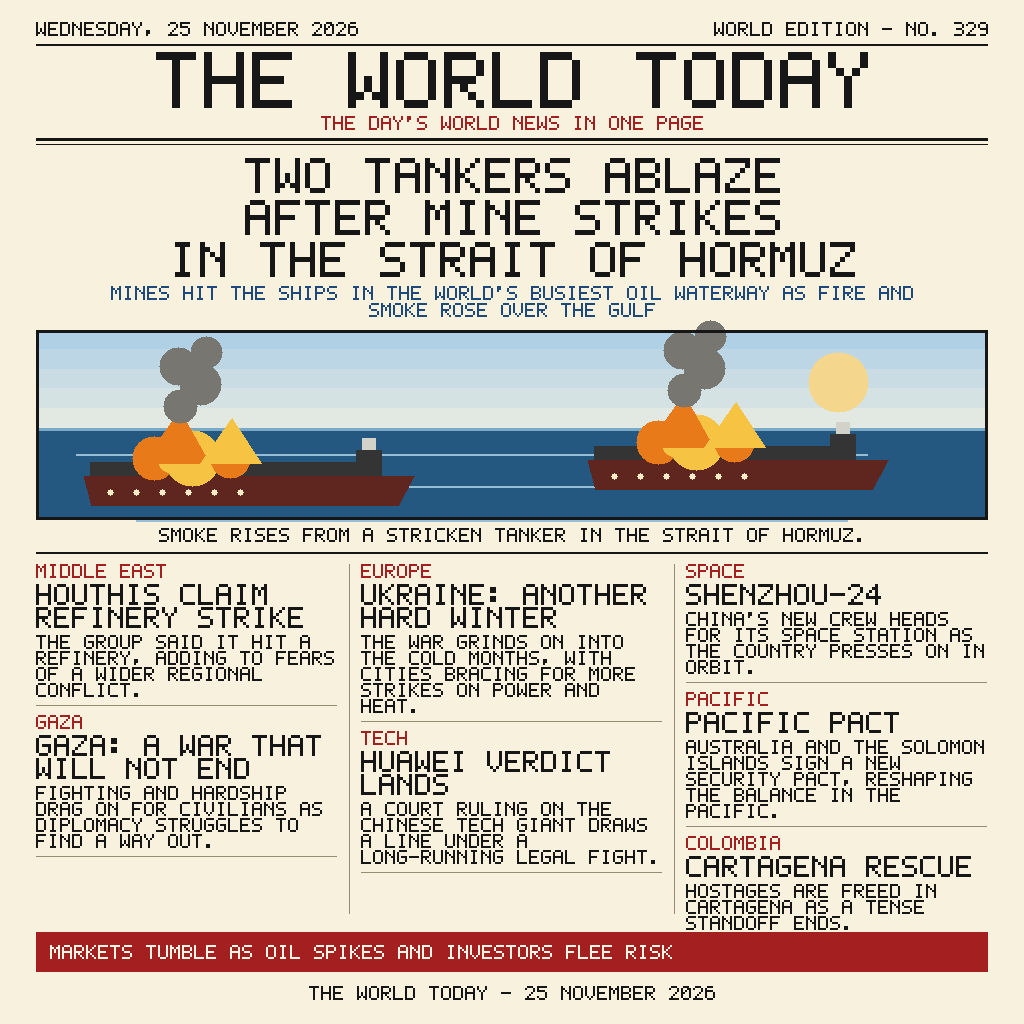 WEDNESDAY, 25 NOVEMBER 2026
WORLD EDITION - NO. 329
THE WORLD TODAY
THE DAY'S WORLD NEWS IN ONE PAGE
TWO TANKERS ABLAZE
AFTER MINE STRIKES
IN THE STRAIT OF HORMUZ
MINES HIT THE SHIPS IN THE WORLD'S BUSIEST OIL WATERWAY AS FIRE AND
SMOKE ROSE OVER THE GULF
SMOKE RISES FROM A STRICKEN TANKER IN THE STRAIT OF HORMUZ.
MIDDLE EAST
HOUTHIS CLAIM
REFINERY STRIKE
THE GROUP SAID IT HIT A
REFINERY, ADDING TO FEARS
OF A WIDER REGIONAL
CONFLICT.
GAZA
GAZA: A WAR THAT
WILL NOT END
FIGHTING AND HARDSHIP
DRAG ON FOR CIVILIANS AS
DIPLOMACY STRUGGLES TO
FIND A WAY OUT.
EUROPE
UKRAINE: ANOTHER
HARD WINTER
THE WAR GRINDS ON INTO
THE COLD MONTHS, WITH
CITIES BRACING FOR MORE
STRIKES ON POWER AND
HEAT.
TECH
HUAWEI VERDICT
LANDS
A COURT RULING ON THE
CHINESE TECH GIANT DRAWS
A LINE UNDER A
LONG-RUNNING LEGAL FIGHT.
SPACE
SHENZHOU-24
CHINA'S NEW CREW HEADS
FOR ITS SPACE STATION AS
THE COUNTRY PRESSES ON IN
ORBIT.
PACIFIC
PACIFIC PACT
AUSTRALIA AND THE SOLOMON
ISLANDS SIGN A NEW
SECURITY PACT, RESHAPING
THE BALANCE IN THE
PACIFIC.
COLOMBIA
CARTAGENA RESCUE
HOSTAGES ARE FREED IN
CARTAGENA AS A TENSE
STANDOFF ENDS.
MARKETS TUMBLE AS OIL SPIKES AND INVESTORS FLEE RISK
THE WORLD TODAY - 25 NOVEMBER 2026